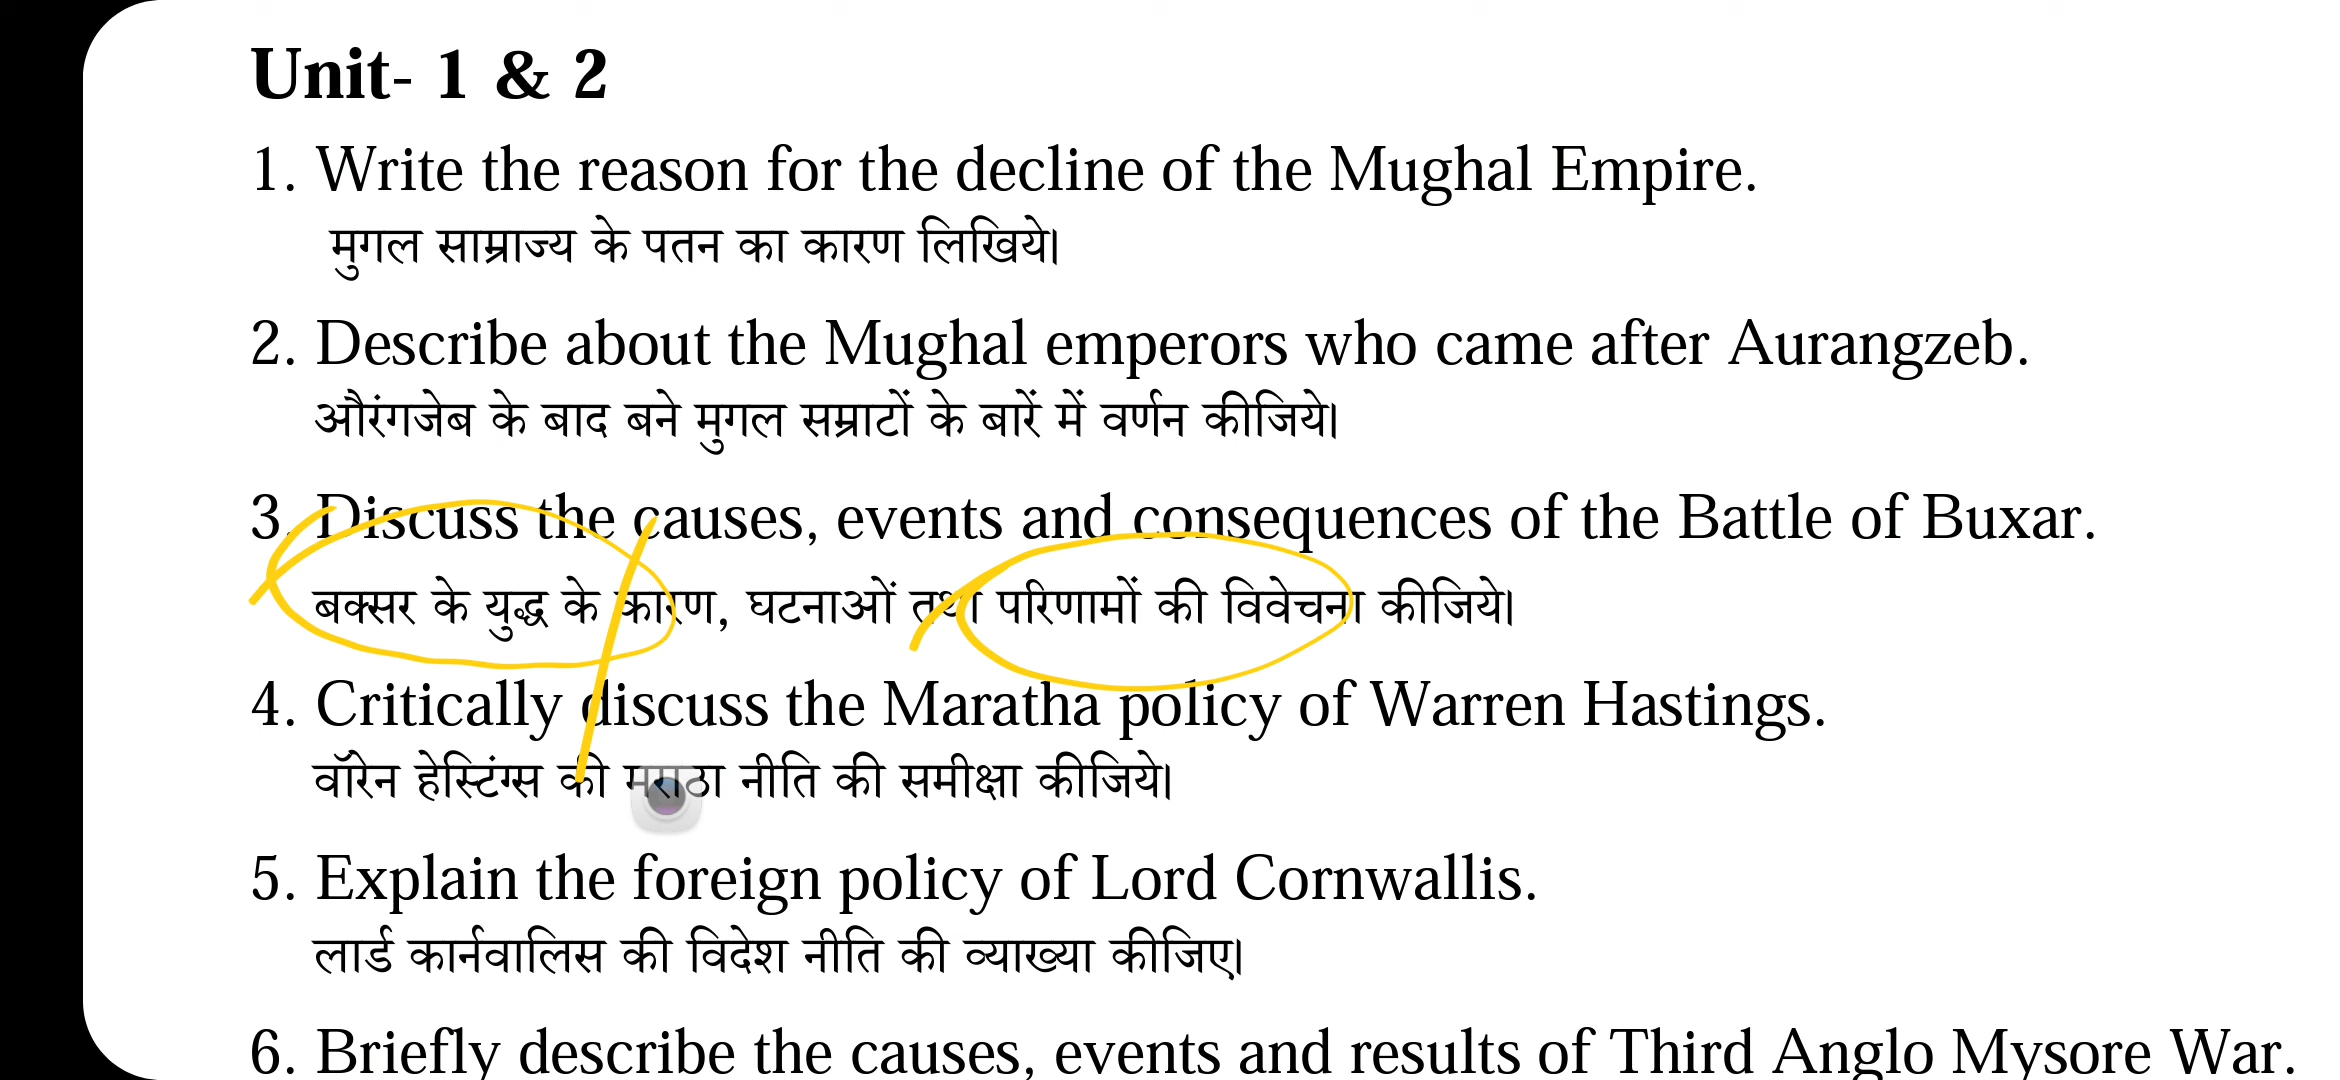 Unit- 1 & 2
1. Write the reason for the decline of the Mughal Empire.
मुगल साम्राज्य के पतन का कारण लिखिये।
2. Describe about the Mughal emperors who came after Aurangzeb.
औरंगजेब के बाद बने मुगल सम्राटों के बारें में वर्णन कीजिये।
3. Discuss the causes, events and consequences of the Battle of Buxar.
बक्सर के युद्ध के कारण, घटनाओं तथा परिणामों की विवेचना कीजिये।
4. Critically discuss the Maratha policy of Warren Hastings.
वॉरेन हेस्टिंग्स की मराठा नीति की समीक्षा कीजिये।
5. Explain the foreign policy of Lord Cornwallis.
लार्ड कार्नवालिस की विदेश नीति की व्याख्या कीजिए।
6. Briefly describe the causes, events and results of Third Anglo Mysore War.